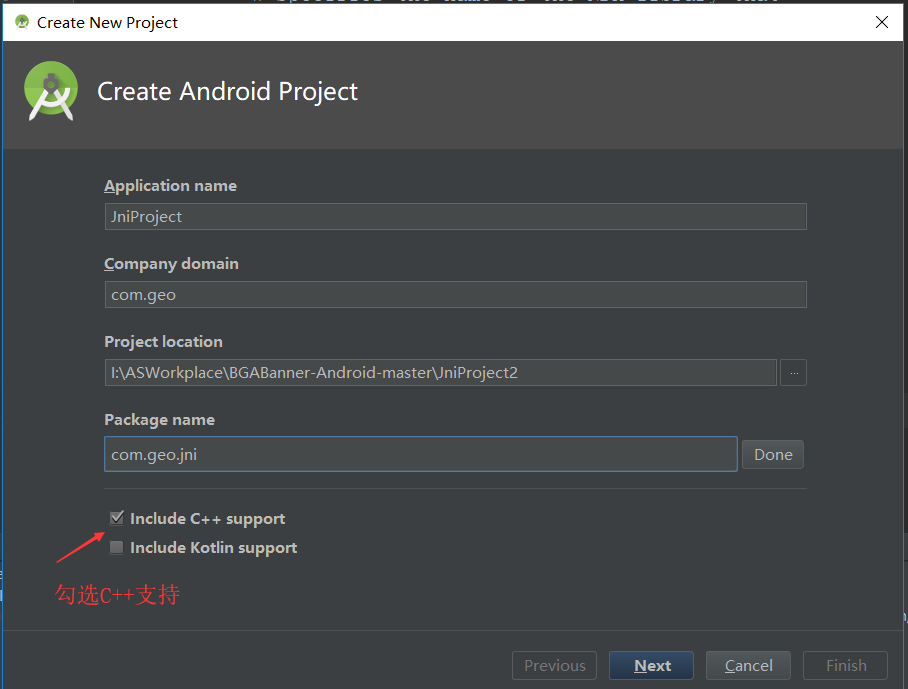 Create New Project
Create Android Project
Application name
JniProject
Company domain
com.geo
Project location
I:\ASWorkplace\BGABanner-Android-master\JniProject2
...
Package name
com.geo.jni
Done
Include C++ support
Include Kotlin support
勾选C++支持
Previous
Next
Cancel
Finish